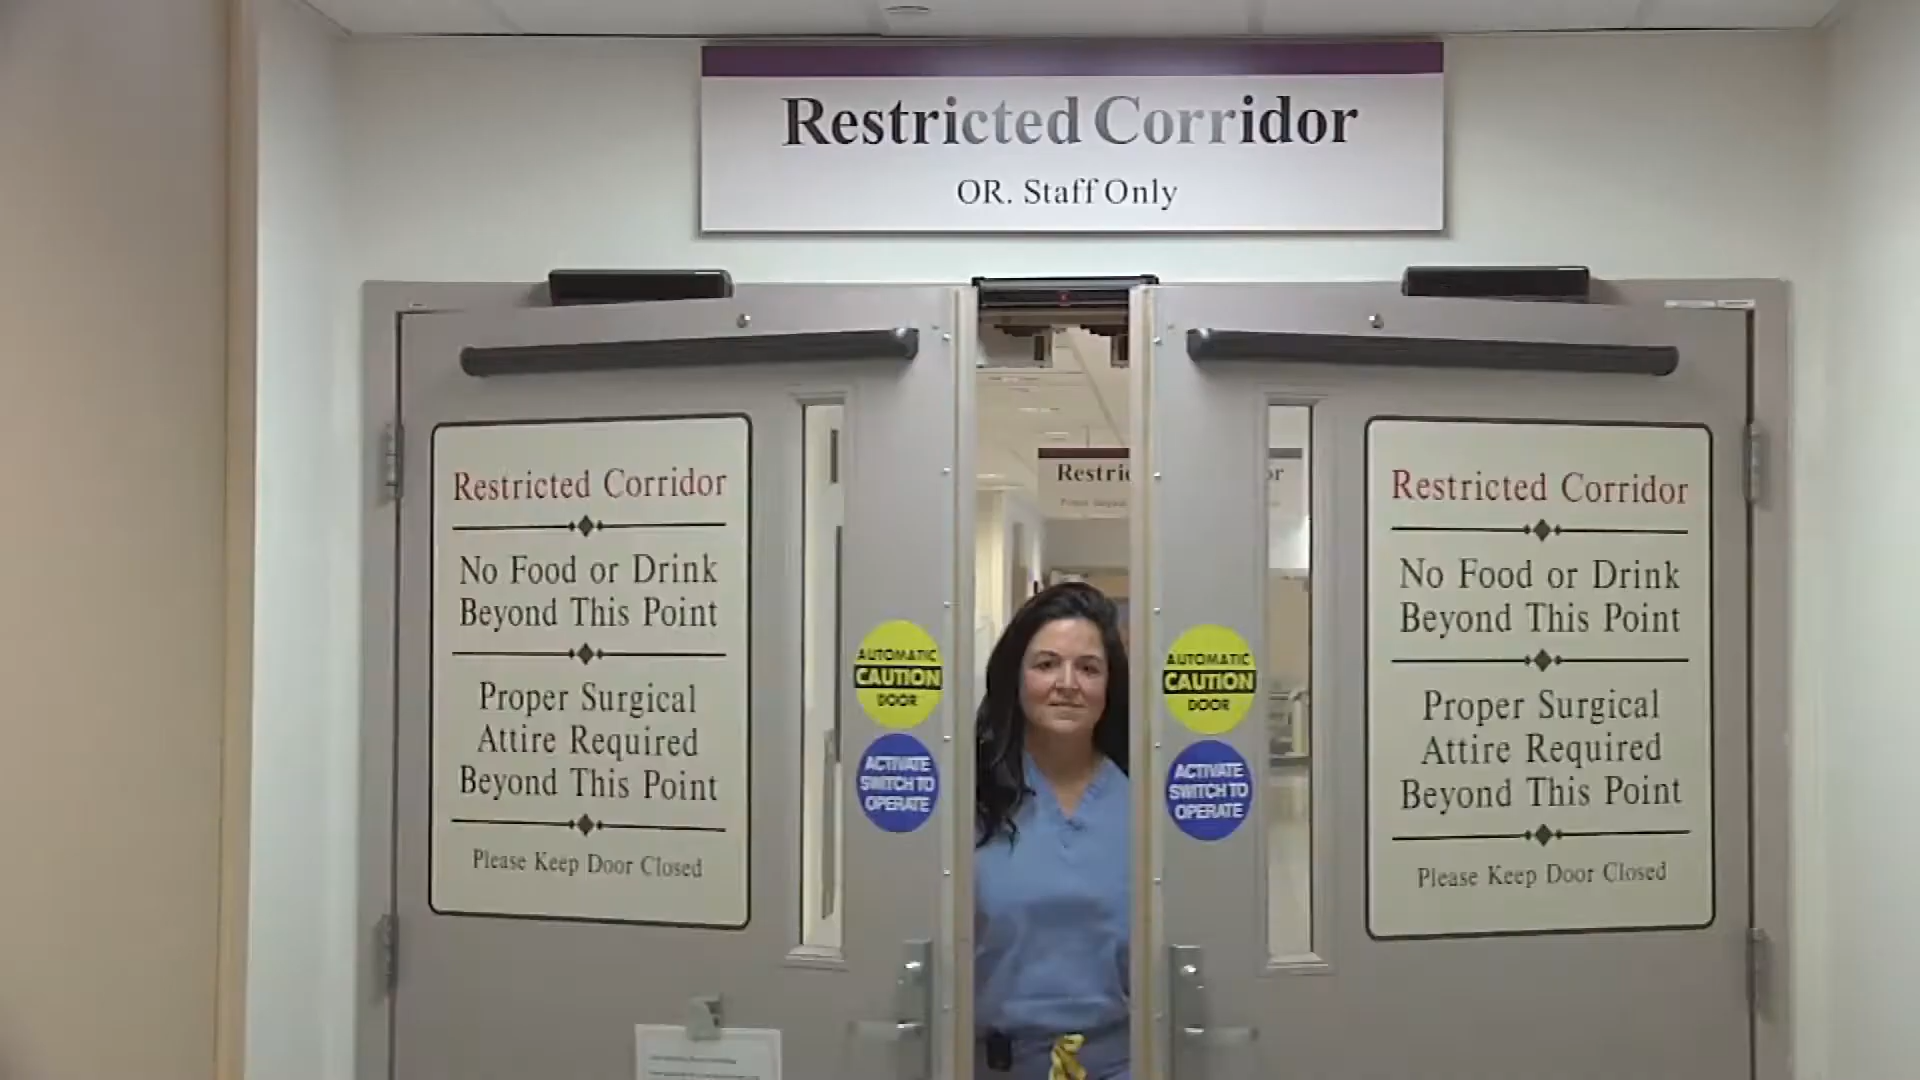 Restricted Corridor
OR. Staff Only
Restricted Corridor
No Food or Drink
Beyond This Point
Proper Surgical
Attire Required
Beyond This Point
Please Keep Door Closed
AUTOMATIC
CAUTION
DOOR
ACTIVATE
SWITCH TO
OPERATE
Restric
or
AUTOMATIC
CAUTION
DOOR
ACTIVATE
SWITCH TO
OPERATE
Restricted Corridor
No Food or Drink
Beyond This Point
Proper Surgical
Attire Required
Beyond This Point
Please Keep Door Closed